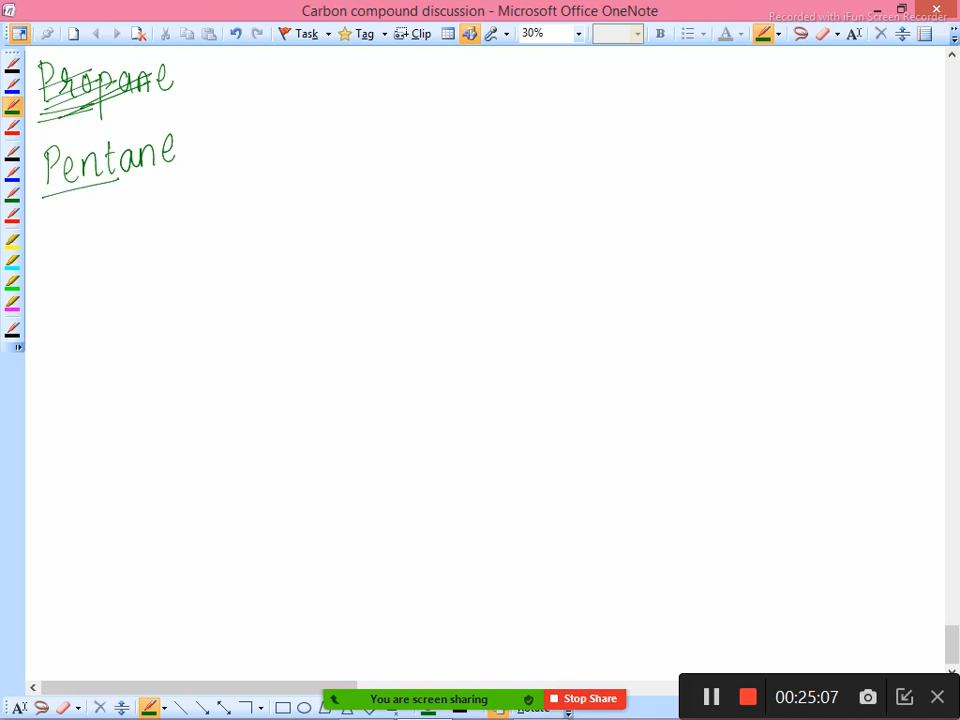 Carbon compound discussion - Microsoft Office OneNote
Recorded with iFun Screen Recorder
Task Tag Clip 30% B A A
Propane
Pentane
You are screen sharing Stop Share
00:25:07
A